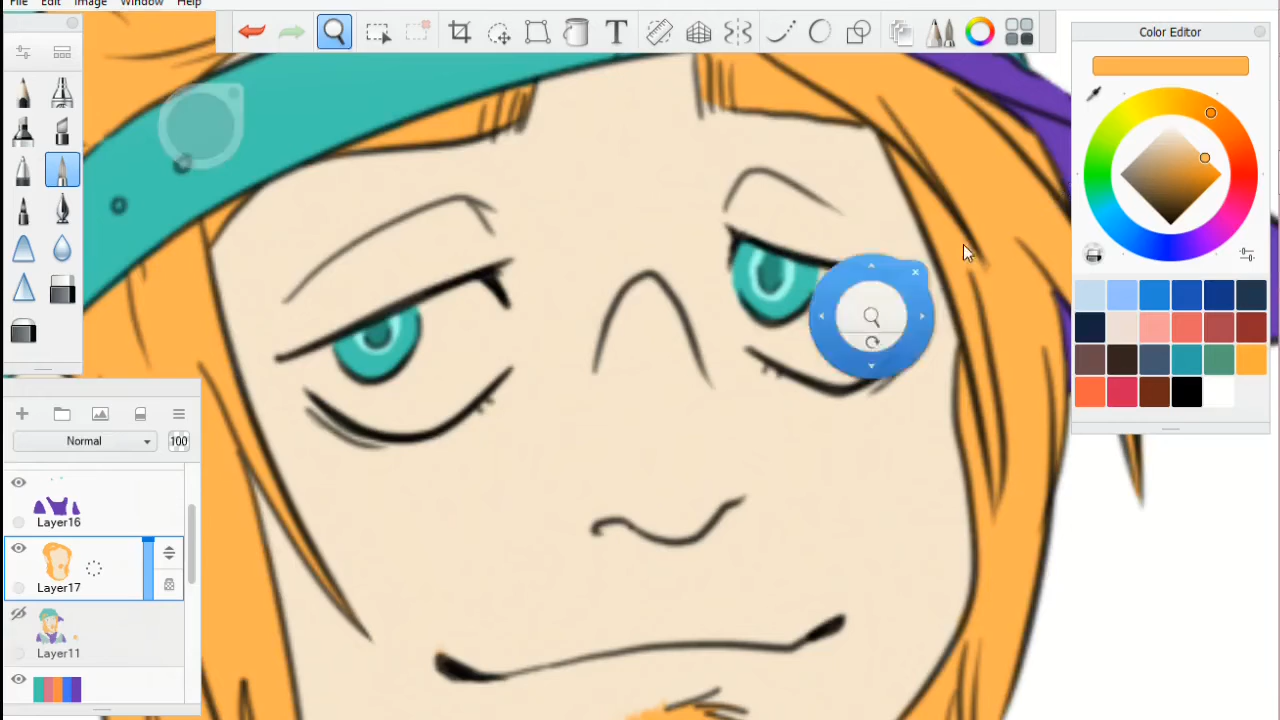 File Edit Image Window Help
T
Color Editor
Normal 100
Layer16
Layer17
Layer11